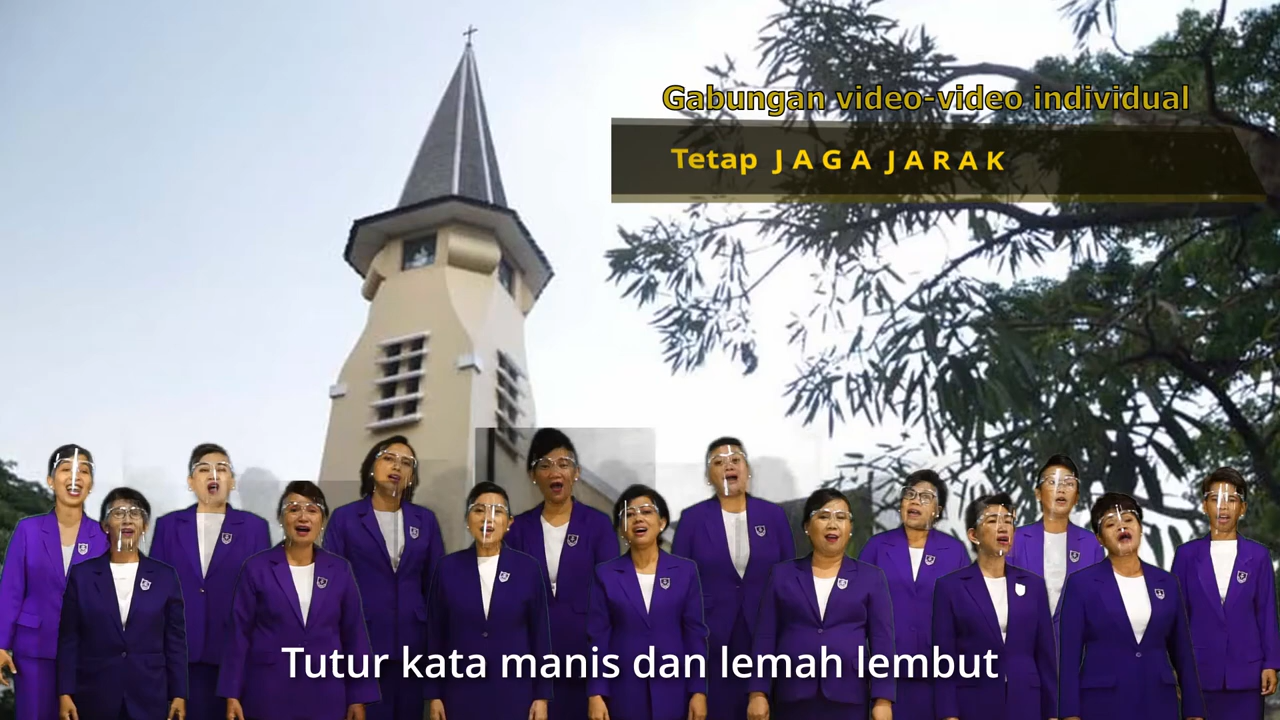 Gabungan video-video individual
Tetap J A G A J A R A K
Tutur kata manis dan lemah lembut